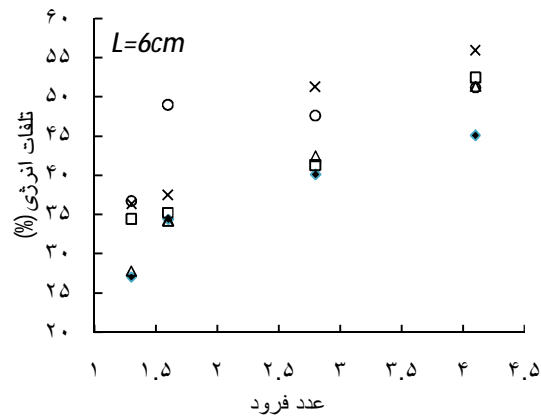 L=6cm
تلفات انرژی (%)
۶۰
۵۵
۵۰
۴۵
۴۰
۳۵
۳۰
۲۵
۲۰
۱ ۱.۵ ۲ ۲.۵ ۳ ۳.۵ ۴ ۴.۵
عدد فرود